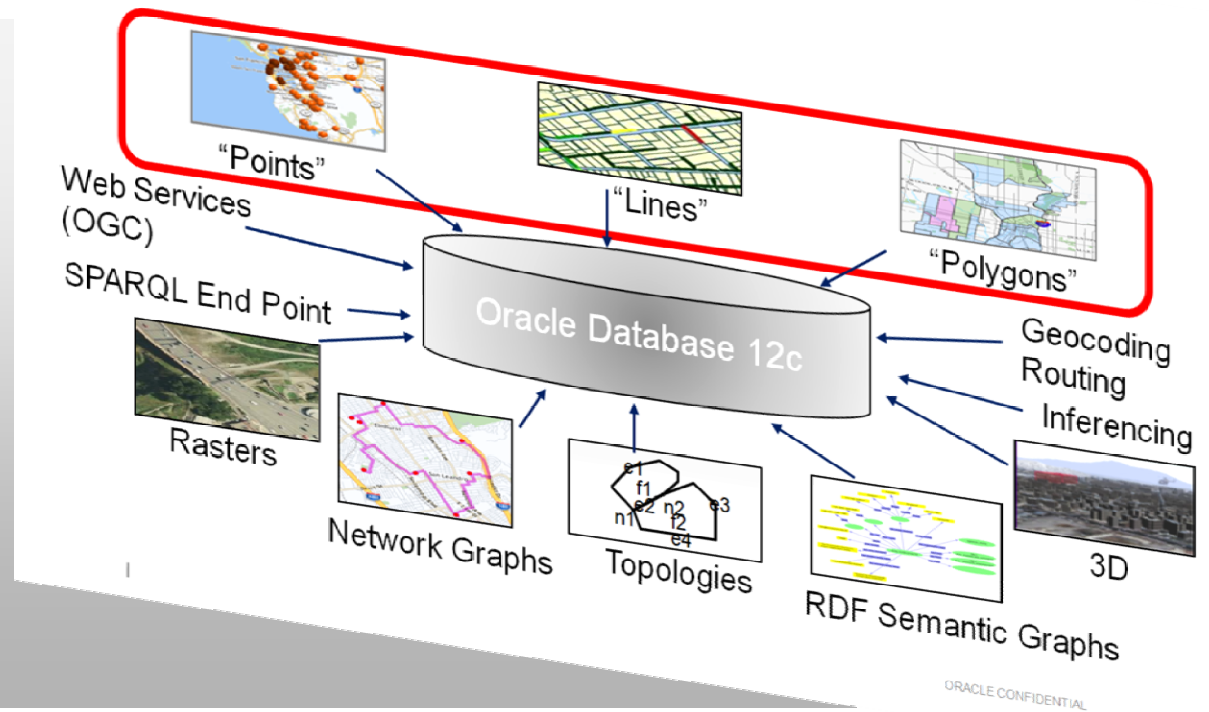 “Points”
“Lines”
“Polygons”
Web Services
(OGC)
SPARQL End Point
Oracle Database 12c
Geocoding
Routing
Inferencing
Rasters
Network Graphs
e1
f1
e2
n2
e3
n1
f2
e4
Topologies
RDF Semantic Graphs
3D
ORACLE CONFIDENTIAL